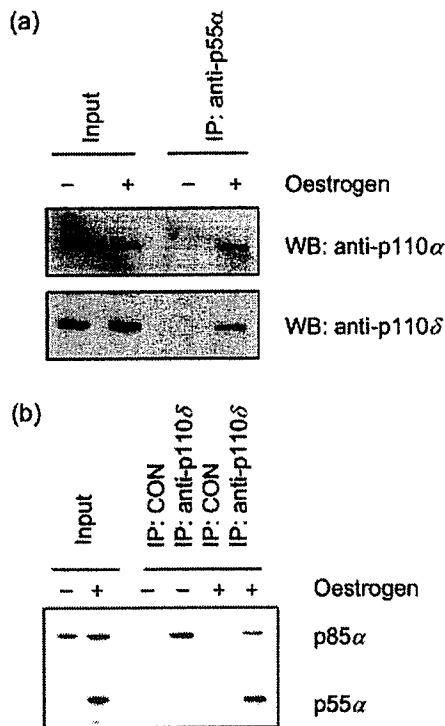 (a)
Input
IP: anti-p55α
− + − + Oestrogen
WB: anti-p110α
WB: anti-p110δ
(b)
Input
IP: CON
IP: anti-p110δ
IP: CON
IP: anti-p110δ
− + − − + + Oestrogen
p85α
p55α